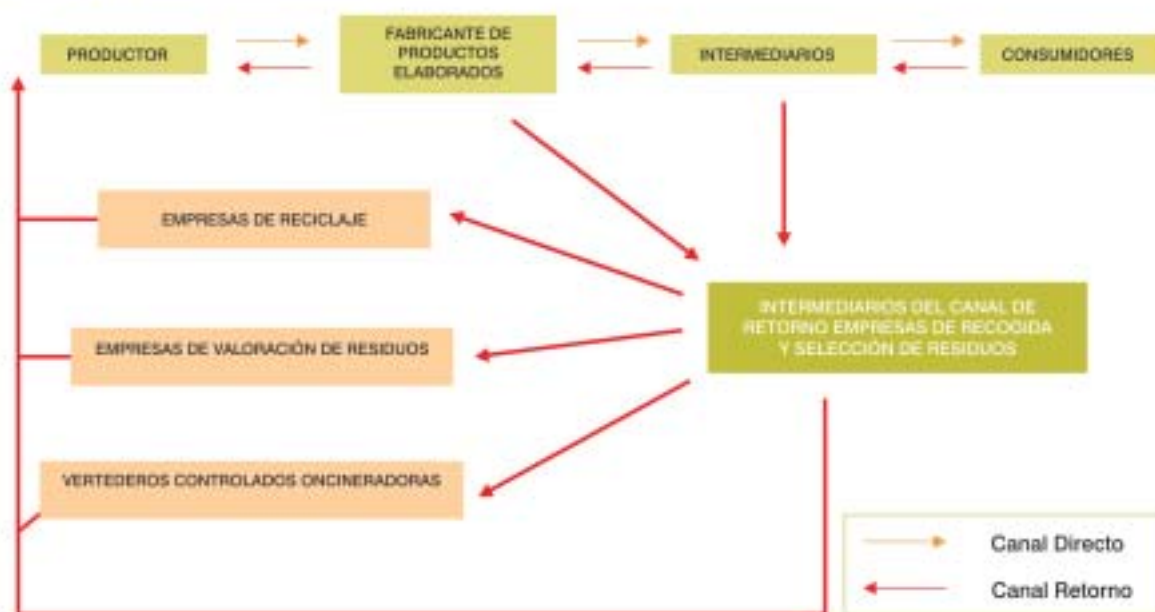 PRODUCTOR
FABRICANTE DE
PRODUCTOS
ELABORADOS
INTERMEDIARIOS
CONSUMIDORES
EMPRESAS DE RECICLAJE
INTERMEDIARIOS DEL CANAL DE
RETORNO EMPRESAS DE RECOGIDA
Y SELECCIÓN DE RESIDUOS
EMPRESAS DE VALORACIÓN DE RESIDUOS
VERTEDEROS CONTROLADOS ONCINERADORAS
Canal Directo
Canal Retorno